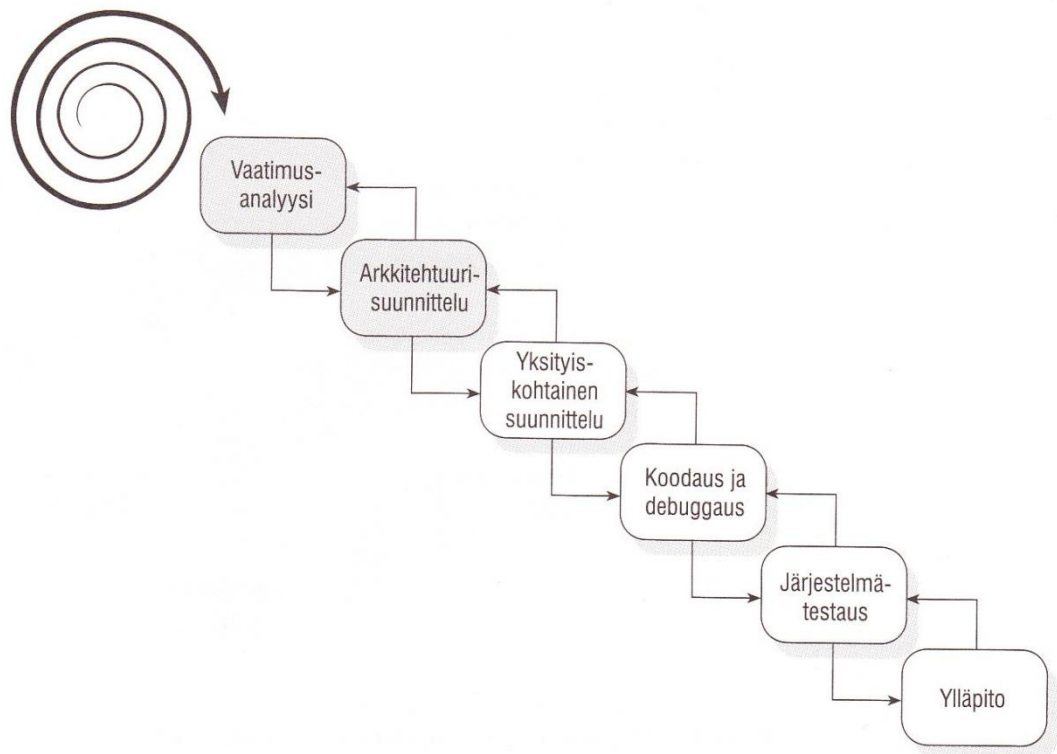 Vaatimus-
analyysi
Arkkitehtuuri-
suunnittelu
Yksityis-
kohtainen
suunnittelu
Koodaus ja
debuggaus
Järjestelmä-
testaus
Ylläpito